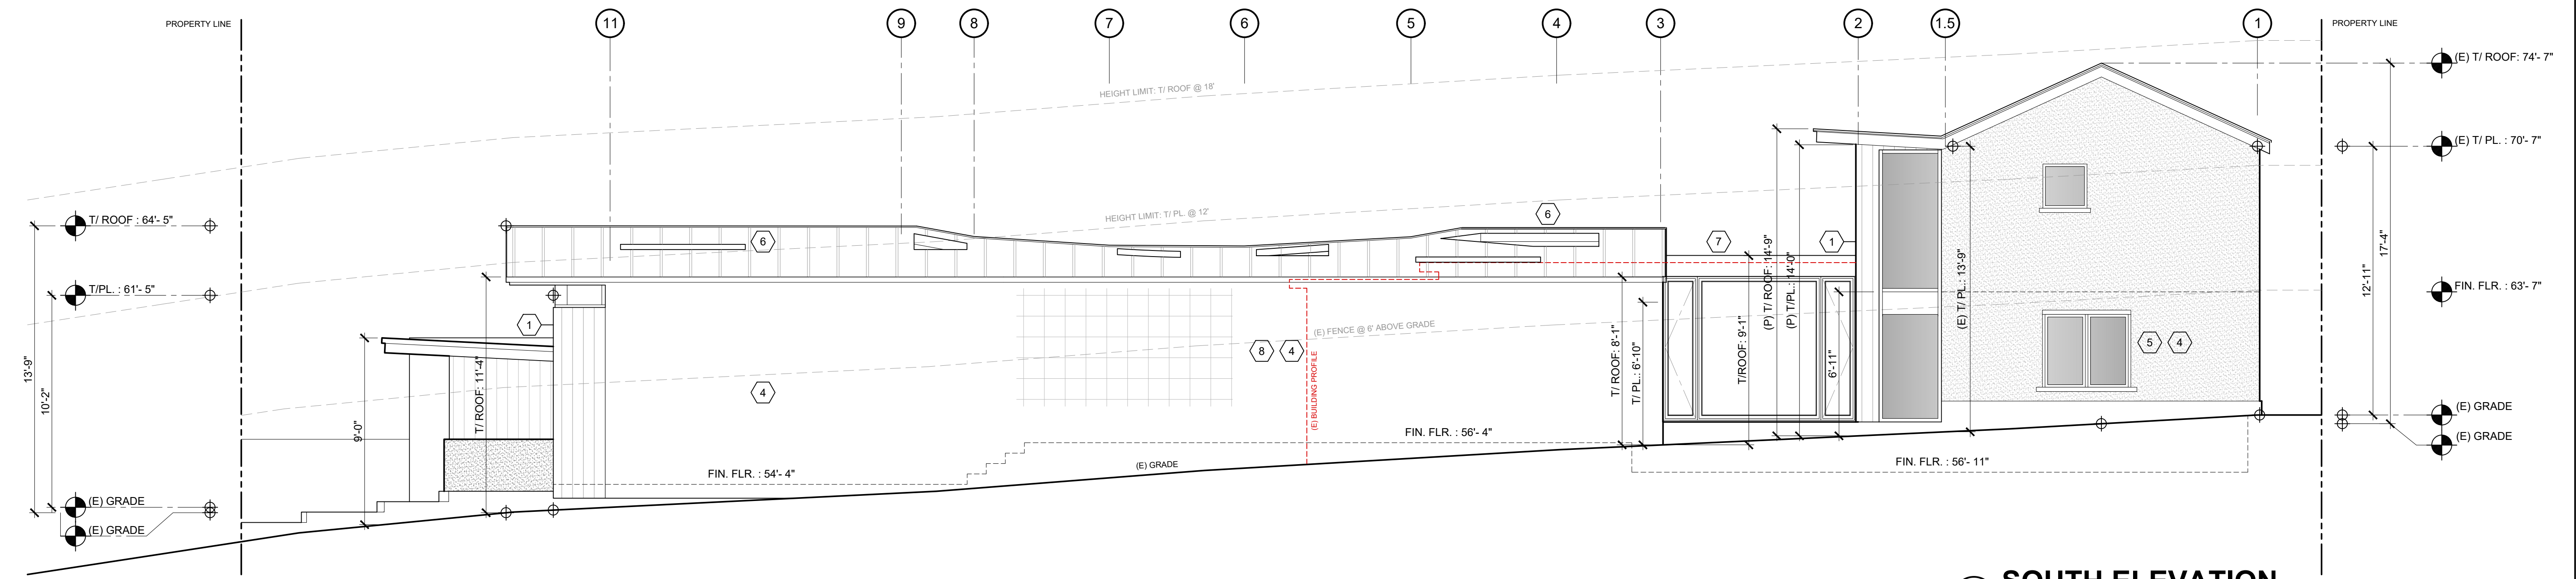 PROPERTY LINE
11
9
8
7
6
5
4
3
2
1.5
1
PROPERTY LINE
(E) T/ ROOF: 74'- 7"
HEIGHT LIMIT: T/ ROOF @ 18'
(E) T/ PL. : 70'- 7"
T/ ROOF : 64'- 5"
HEIGHT LIMIT: T/ PL. @ 12'
6
6
7
1
17'-4"
12'-11"
(P) T/ ROOF: 14'-9"
(P) T/PL.: 14'-0"
(E) T/ PL.: 13'-9"
T/PL. : 61'- 5"
FIN. FLR. : 63'- 7"
1
(E) FENCE @ 6' ABOVE GRADE
8
4
(E) BUILDING PROFILE
T/ ROOF: 8'-1"
T/ PL.: 6'-10"
T/ROOF: 9'-1"
6'-11"
5
4
13'-9"
10'-2"
9'-0"
T/ ROOF: 11'-4"
4
(E) GRADE
FIN. FLR. : 56'- 4"
(E) GRADE
FIN. FLR. : 56'- 11"
(E) GRADE
FIN. FLR. : 54'- 4"
(E) GRADE
(E) GRADE
SOUTH ELEVATION